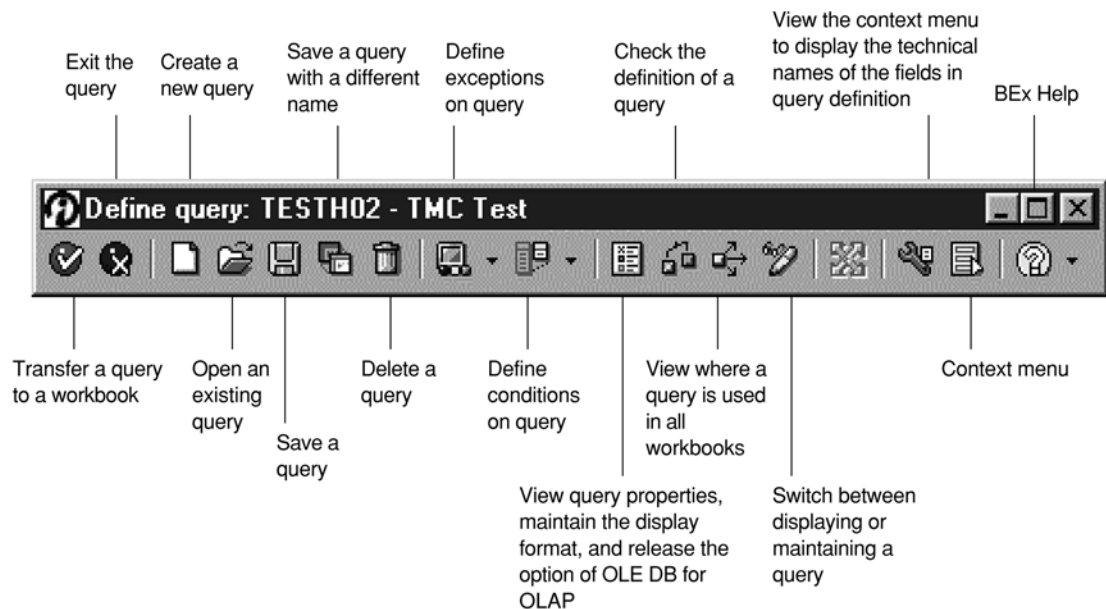 Exit the
query
Create a
new query
Save a query
with a different
name
Define
exceptions
on query
Check the
definition of a
query
View the context menu
to display the technical
names of the fields in
query definition
BEx Help
Define query: TESTH02 - TMC Test
Transfer a query
to a workbook
Open an
existing
query
Save a
query
Delete a
query
Define
conditions
on query
View query properties,
maintain the display
format, and release the
option of OLE DB for
OLAP
View where a
query is used
in all
workbooks
Switch between
displaying or
maintaining a
query
Context menu